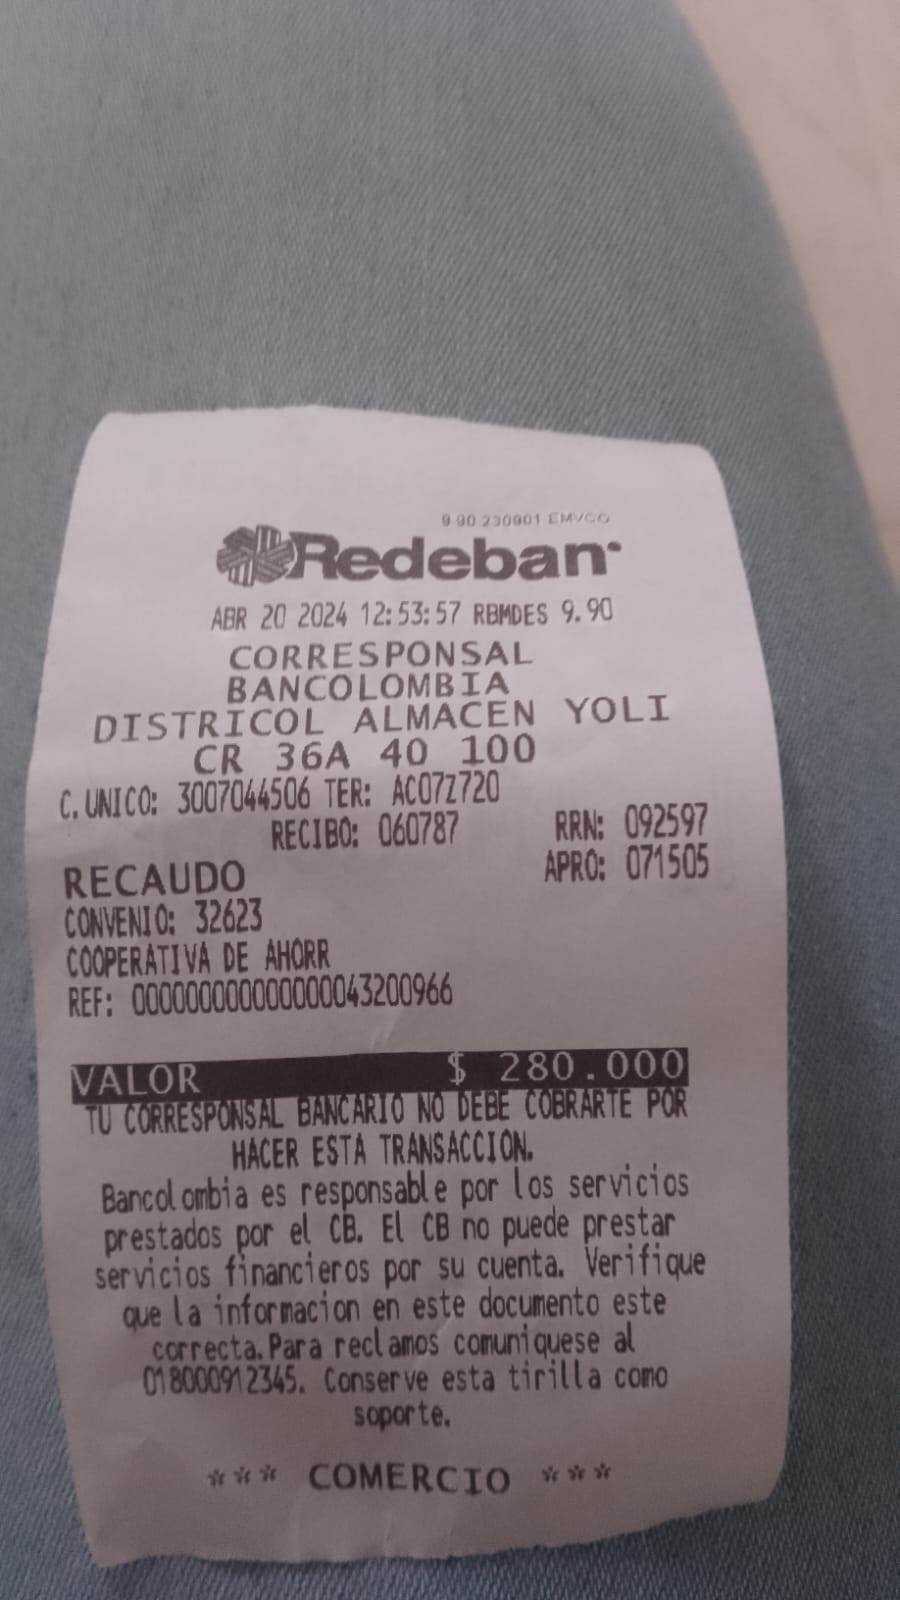 9 90 230901 EMVCO
Redeban
ABR 20 2024 12:53:57 RBMDES 9.90
CORRESPONSAL
BANCOLOMBIA
DISTRICOL ALMACEN YOLI
CR 36A 40 100
C. UNICO: 3007044506 TER: AC07Z720
RECIBO: 060787 RRN: 092597
RECAUDO APRO: 071505
CONVENIO: 32623
COOPERATIVA DE AHORR
REF: 000000000000000043200966
VALOR $ 280.000
TU CORRESPONSAL BANCARIO NO DEBE COBRARTE POR
HACER ESTA TRANSACCION.
Bancolombia es responsable por los servicios
prestados por el CB. El CB no puede prestar
servicios financieros por su cuenta. Verifique
que la informacion en este documento este
correcta.Para reclamos comuniquese al
018000912345. Conserve esta tirilla como
soporte.
*** COMERCIO ***